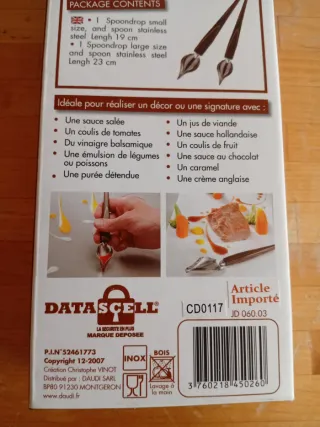 PACKAGE CONTENTS
• 1 Spoondrop small
size, and spoon stainless
steel Lengh 19 cm
• 1 Spoondrop large size
and spoon stainless steel
Lengh 23 cm
Idéale pour réaliser un décor ou une signature avec :
• Une sauce salée
• Un coulis de tomates
• Du vinaigre balsamique
• Une émulsion de légumes
ou poissons
• Une purée détendue
• Un jus de viande
• Une sauce hollandaise
• Un coulis de fruit
• Une sauce au chocolat
• Un caramel
• Une crème anglaise
DATASCELL®
LA SECURITE EN PLUS
MARQUE DEPOSEE
CD0117
Article
Importé
JD 060.03
P.I.N°52461773
Copyright 12-2007
Création Christophe VINOT
Distribué par : DAUDI SARL
BP85 91230 MONTGERON
www.daudi.fr
INOX
BOIS
Lavage à
la main
3760218450260